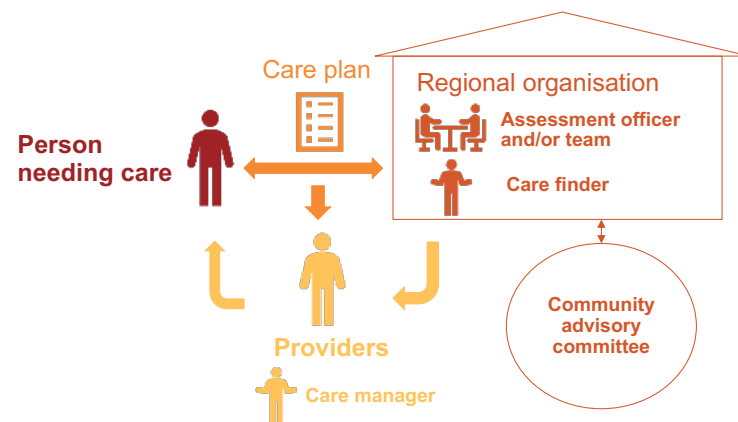 Care plan
Regional organisation
Assessment officer
and/or team
Person
needing care
Care finder
Community
advisory
committee
Providers
Care manager